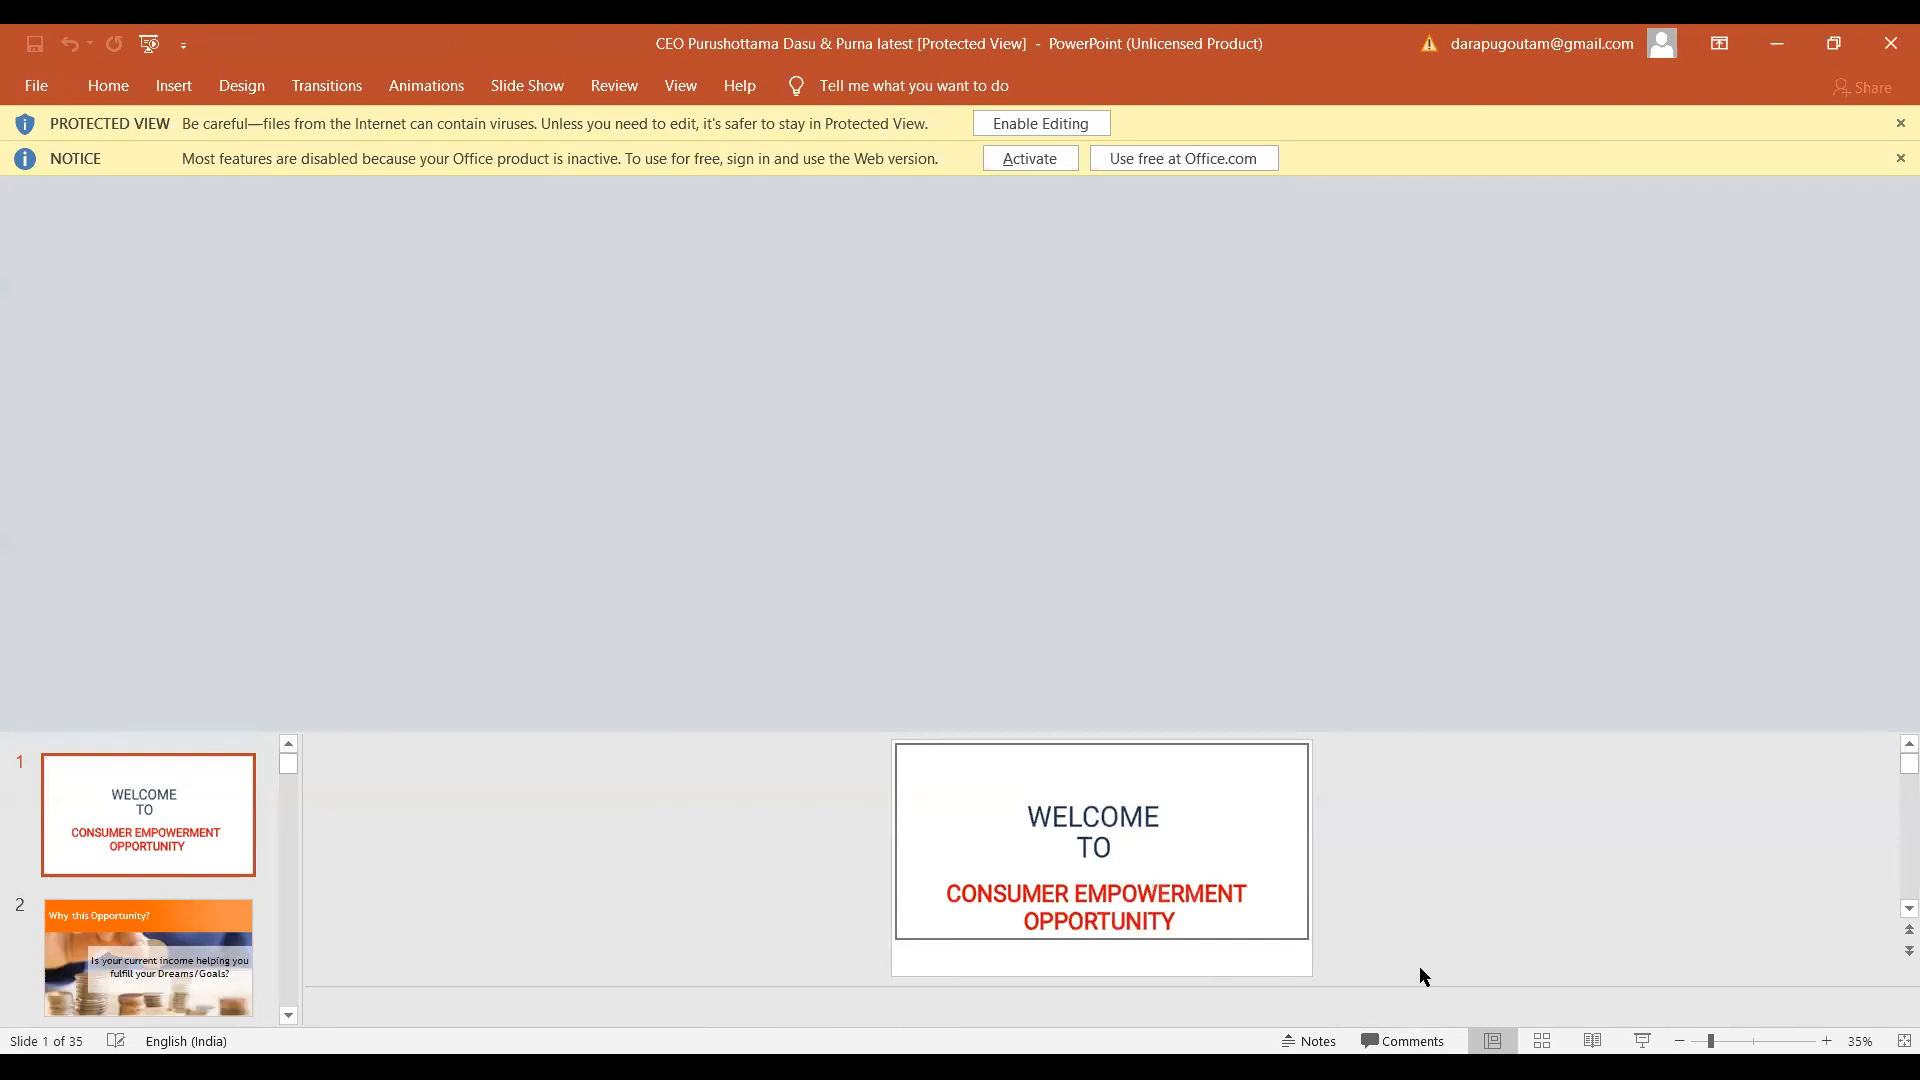 CEO Purushottama Dasu & Purna latest [Protected View] - PowerPoint (Unlicensed Product)
darapugoutam@gmail.com
File Home Insert Design Transitions Animations Slide Show Review View Help Tell me what you want to do
Share
PROTECTED VIEW Be careful—files from the Internet can contain viruses. Unless you need to edit, it's safer to stay in Protected View. Enable Editing
NOTICE Most features are disabled because your Office product is inactive. To use for free, sign in and use the Web version. Activate Use free at Office.com
1
WELCOME
TO
CONSUMER EMPOWERMENT
OPPORTUNITY
2
Why this Opportunity?
Is your current income helping you
fulfill your Dreams/Goals?
WELCOME
TO
CONSUMER EMPOWERMENT
OPPORTUNITY
Slide 1 of 35 English (India) Notes Comments 35%